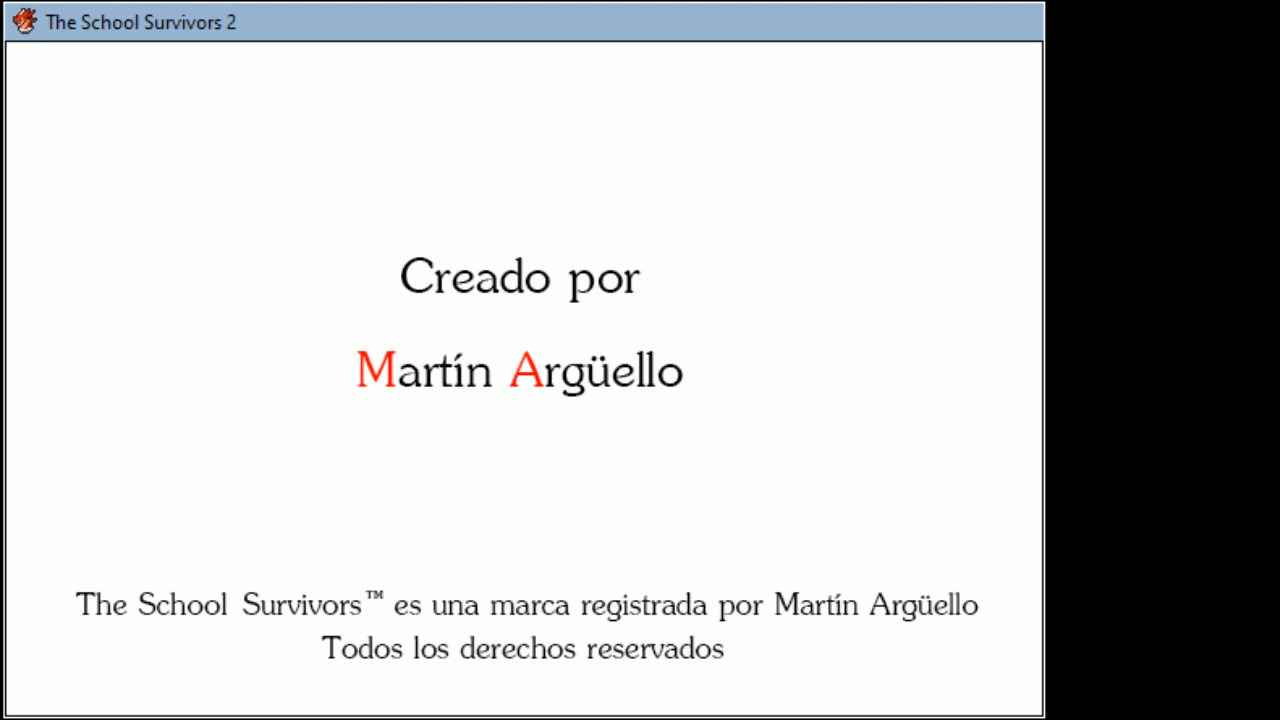 The School Survivors 2
Creado por
Martín Argüello
The School Survivors™ es una marca registrada por Martín Argüello
Todos los derechos reservados